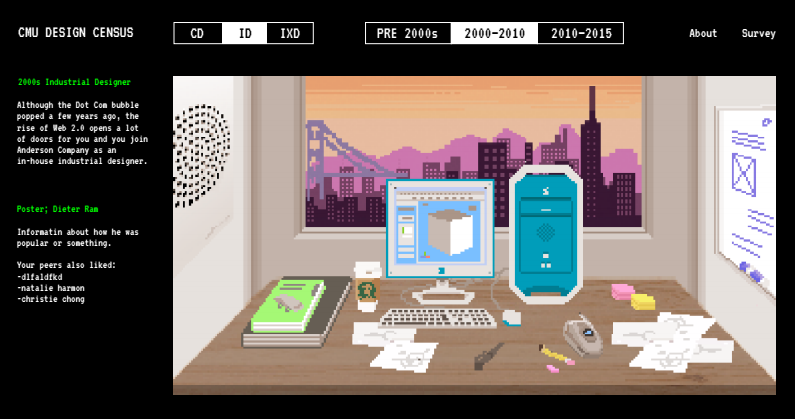 CMU DESIGN CENSUS
CD ID IXD
PRE 2000s 2000-2010 2010-2015
About Survey
2000s Industrial Designer
Although the Dot Com bubble
popped a few years ago, the
rise of Web 2.0 opens a lot
of doors for you and you join
Anderson Company as an
in-house industrial designer.
Poster; Dieter Ram
Informatin about how he was
popular or something.
Your peers also liked:
-dlfaldfkd
-natalie harmon
-christie chong